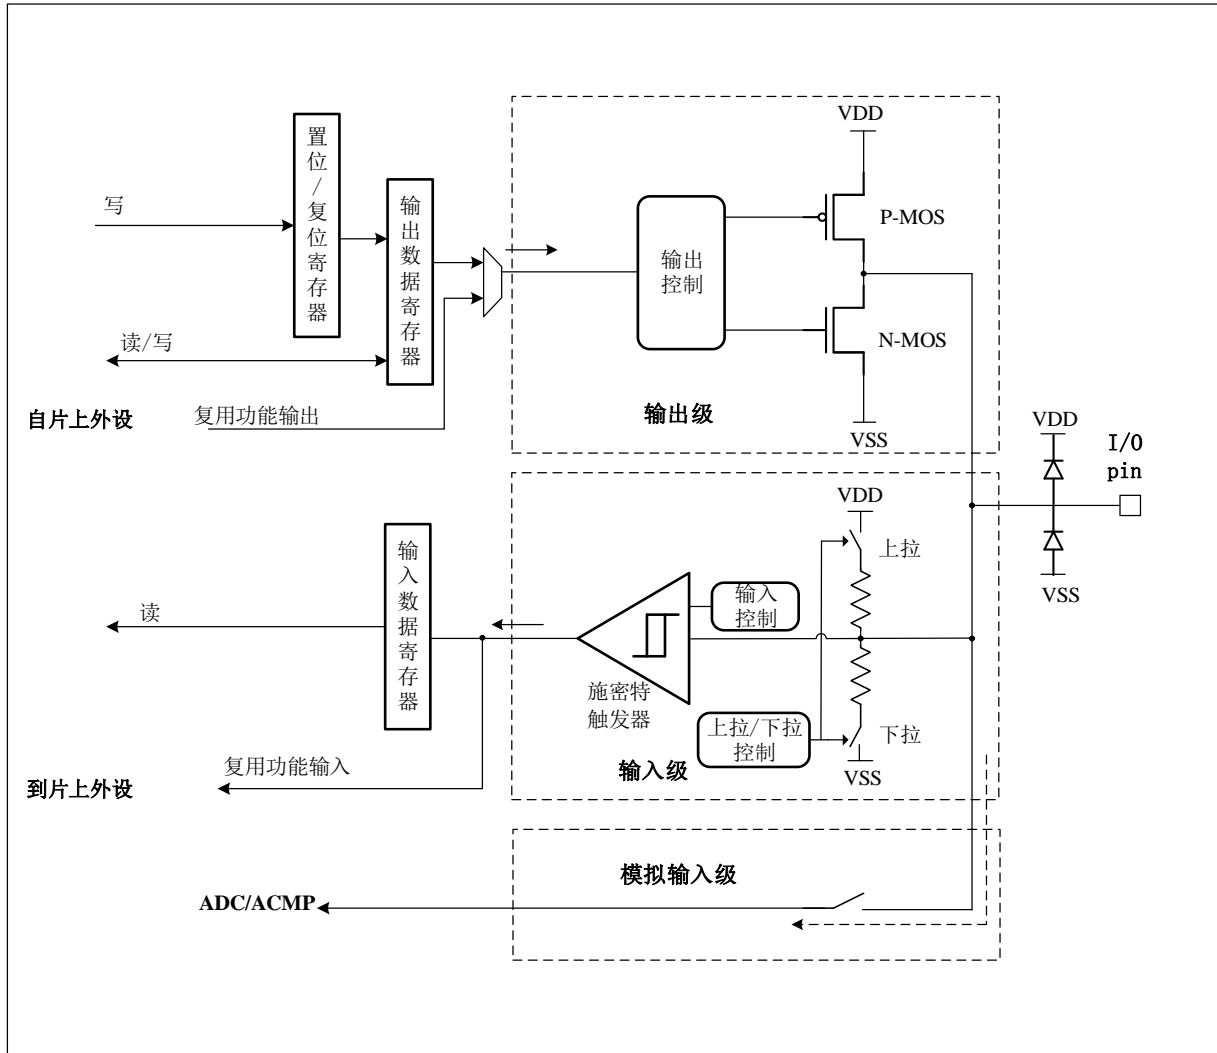 VDD
置位/复位寄存器
写
输出数据寄存器
P-MOS
输出
控制
读/写
N-MOS
自片上外设
复用功能输出
输出级
VSS
VDD
I/O
pin
VDD
输入数据寄存器
上拉
输入
控制
VSS
读
施密特
触发器
上拉/下拉
控制
下拉
复用功能输入
输入级
VSS
到片上外设
模拟输入级
ADC/ACMP